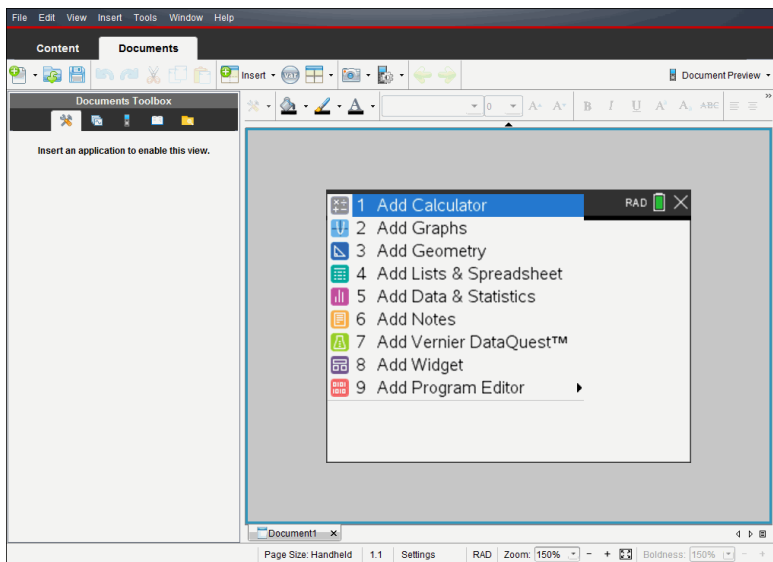 File Edit View Insert Tools Window Help
Content Documents
Insert VAR Document Preview
Documents Toolbox
0 A- A+ B I U ABC »
Insert an application to enable this view.
RAD
1 Add Calculator
2 Add Graphs
3 Add Geometry
4 Add Lists & Spreadsheet
5 Add Data & Statistics
6 Add Notes
7 Add Vernier DataQuest™
8 Add Widget
9 Add Program Editor
Document1
Page Size: Handheld 1.1 Settings RAD Zoom: 150% - + Boldness: 150% - +